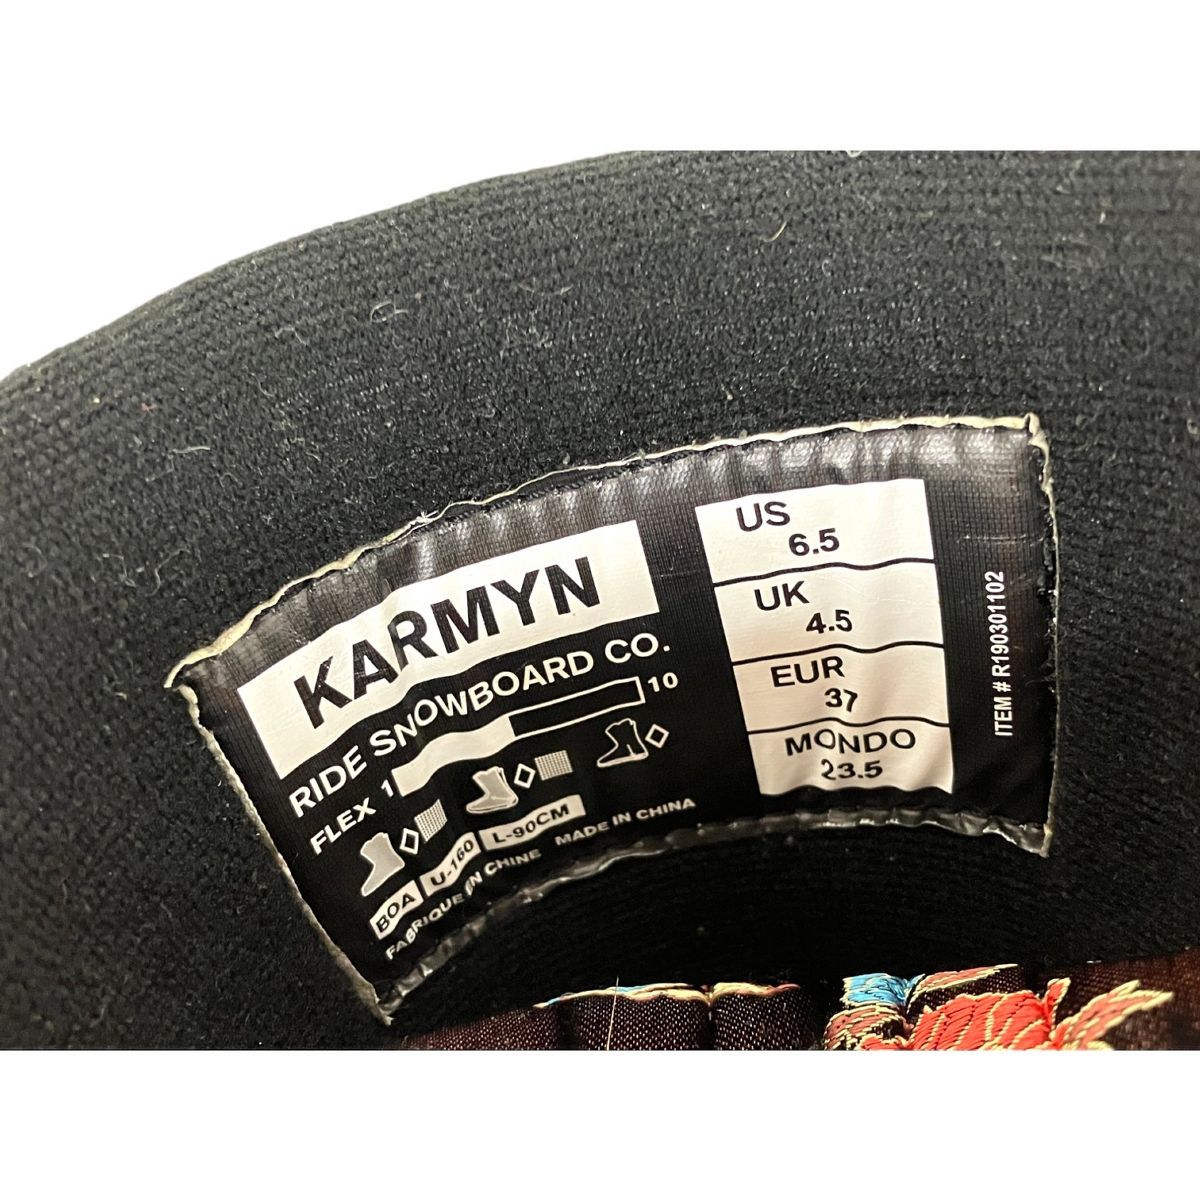 KARMYN
RIDE SNOWBOARD CO.
FLEX 1 10
BOA U-160 L-90CM
FABRIQUE EN CHINE MADE IN CHINA
US
6.5
UK
4.5
EUR
37
MONDO
23.5
ITEM # R190301102